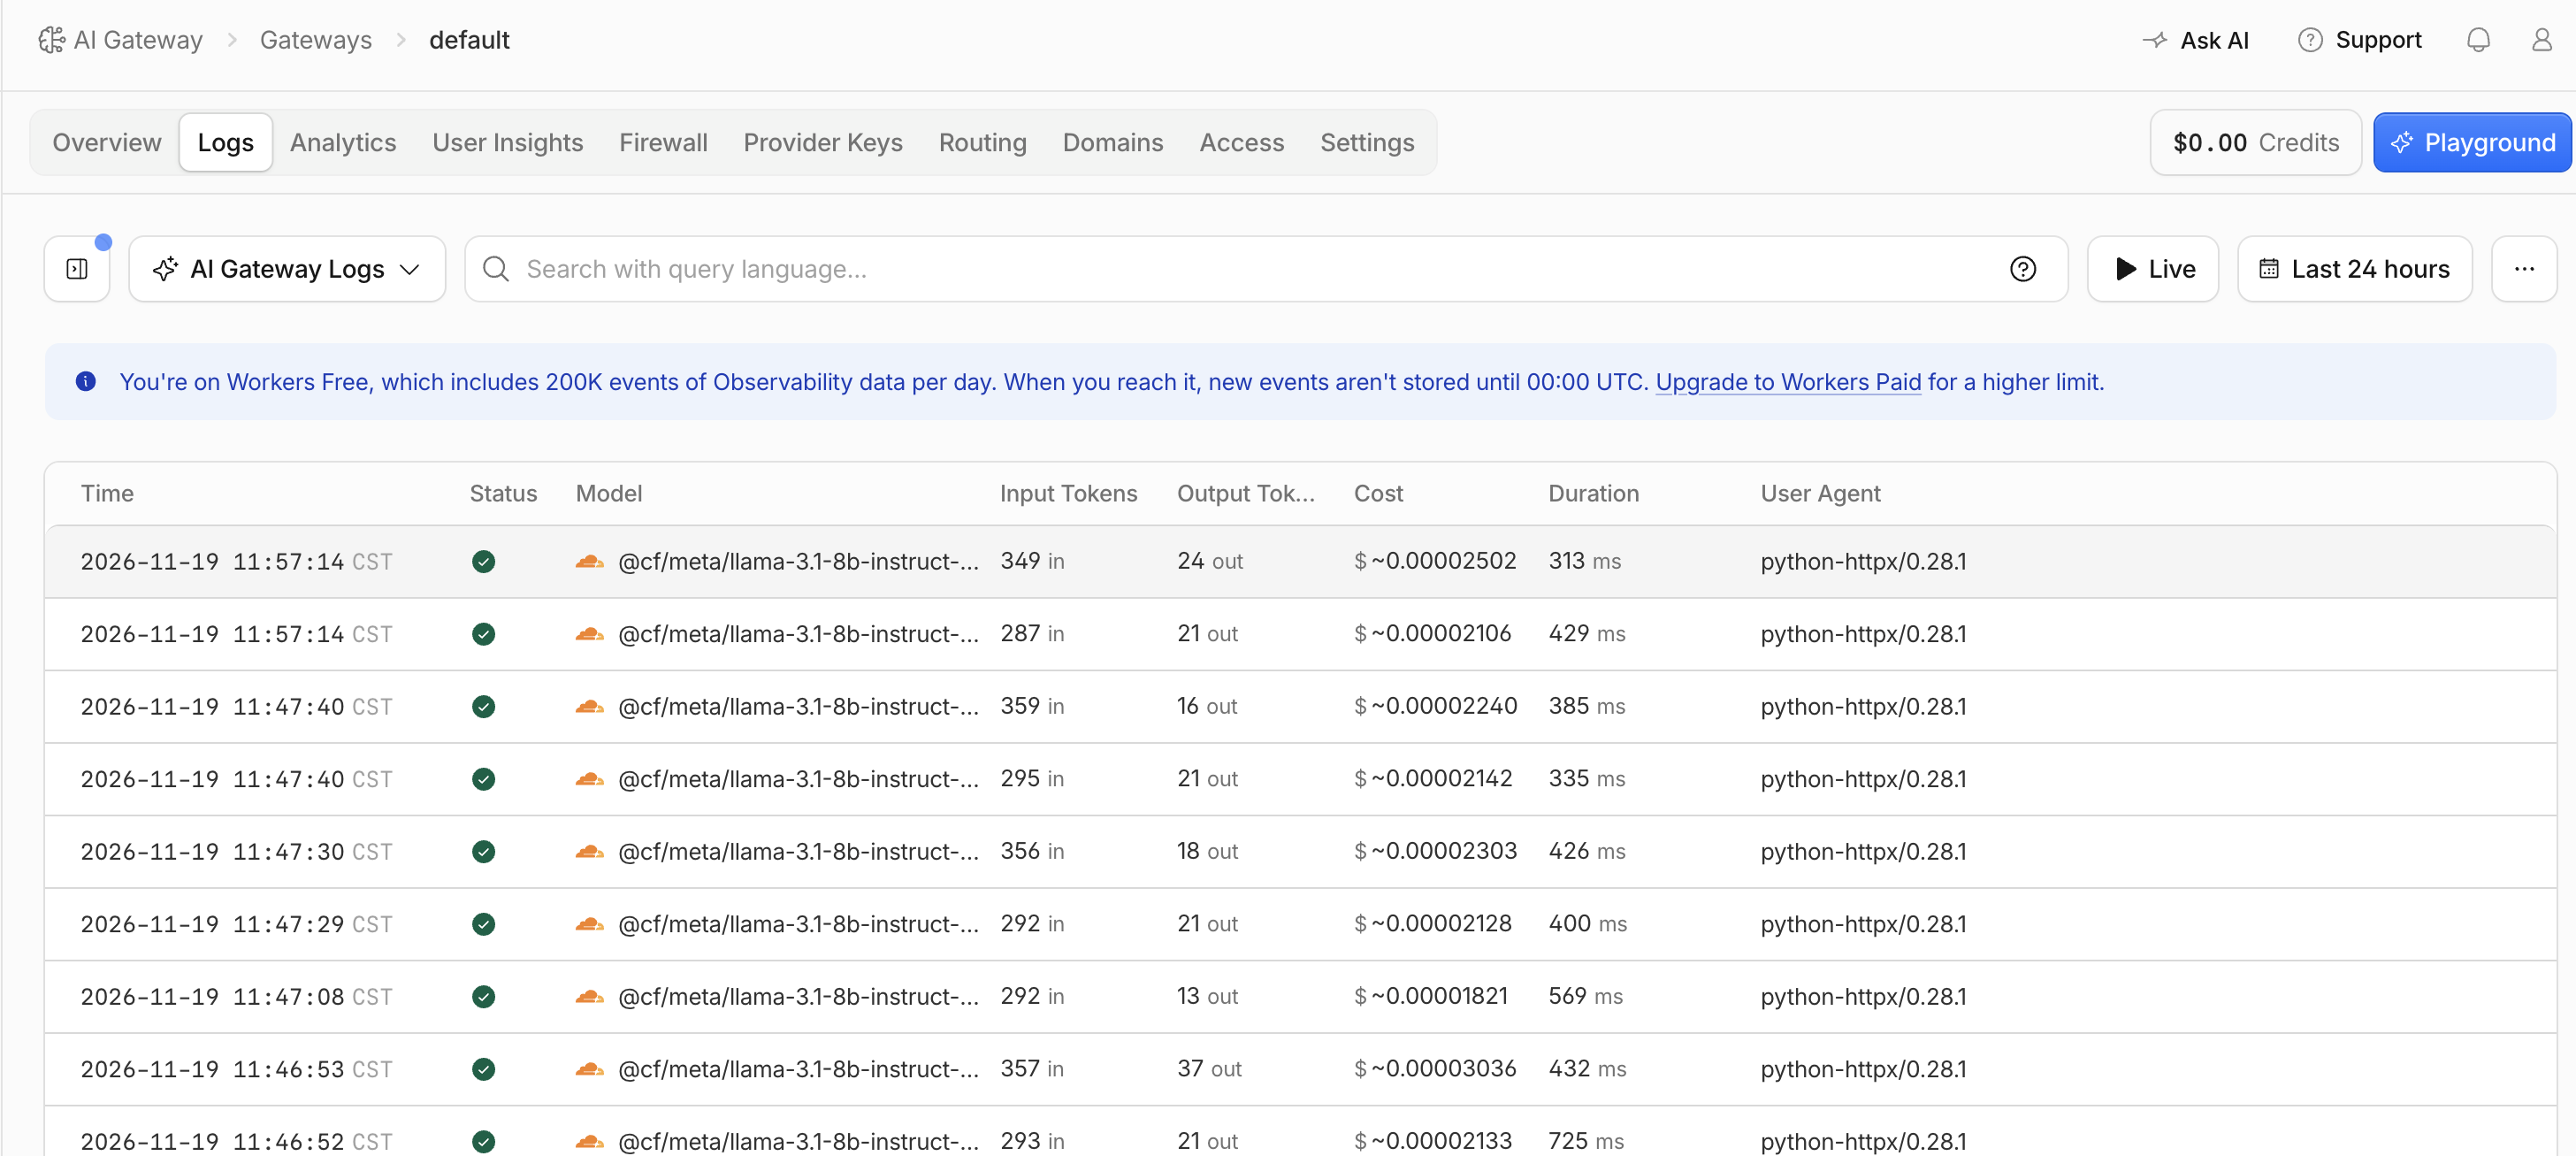 AI Gateway > Gateways > default Ask AI Support
Overview Logs Analytics User Insights Firewall Provider Keys Routing Domains Access Settings $0.00 Credits Playground
AI Gateway Logs Search with query language... Live Last 24 hours ...
You're on Workers Free, which includes 200K events of Observability data per day. When you reach it, new events aren't stored until 00:00 UTC. Upgrade to Workers Paid for a higher limit.
Time Status Model Input Tokens Output Tok... Cost Duration User Agent
2026-11-19 11:57:14 CST @cf/meta/llama-3.1-8b-instruct-... 349 in 24 out $ ~0.00002502 313 ms python-httpx/0.28.1
2026-11-19 11:57:14 CST @cf/meta/llama-3.1-8b-instruct-... 287 in 21 out $ ~0.00002106 429 ms python-httpx/0.28.1
2026-11-19 11:47:40 CST @cf/meta/llama-3.1-8b-instruct-... 359 in 16 out $ ~0.00002240 385 ms python-httpx/0.28.1
2026-11-19 11:47:40 CST @cf/meta/llama-3.1-8b-instruct-... 295 in 21 out $ ~0.00002142 335 ms python-httpx/0.28.1
2026-11-19 11:47:30 CST @cf/meta/llama-3.1-8b-instruct-... 356 in 18 out $ ~0.00002303 426 ms python-httpx/0.28.1
2026-11-19 11:47:29 CST @cf/meta/llama-3.1-8b-instruct-... 292 in 21 out $ ~0.00002128 400 ms python-httpx/0.28.1
2026-11-19 11:47:08 CST @cf/meta/llama-3.1-8b-instruct-... 292 in 13 out $ ~0.00001821 569 ms python-httpx/0.28.1
2026-11-19 11:46:53 CST @cf/meta/llama-3.1-8b-instruct-... 357 in 37 out $ ~0.00003036 432 ms python-httpx/0.28.1
2026-11-19 11:46:52 CST @cf/meta/llama-3.1-8b-instruct-... 293 in 21 out $ ~0.00002133 725 ms python-httpx/0.28.1